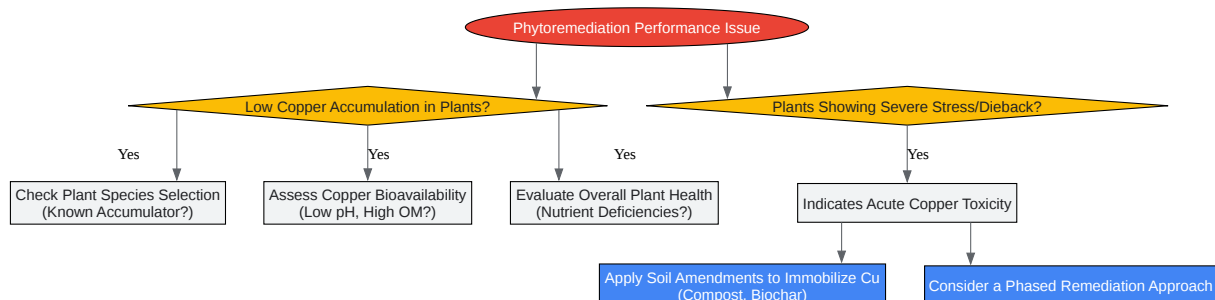 Phytoremediation Performance Issue
Low Copper Accumulation in Plants?
Plants Showing Severe Stress/Dieback?
Yes
Yes
Yes
Yes
Check Plant Species Selection
(Known Accumulator?)
Assess Copper Bioavailability
(Low pH, High OM?)
Evaluate Overall Plant Health
(Nutrient Deficiencies?)
Indicates Acute Copper Toxicity
Apply Soil Amendments to Immobilize Cu
(Compost, Biochar)
Consider a Phased Remediation Approach